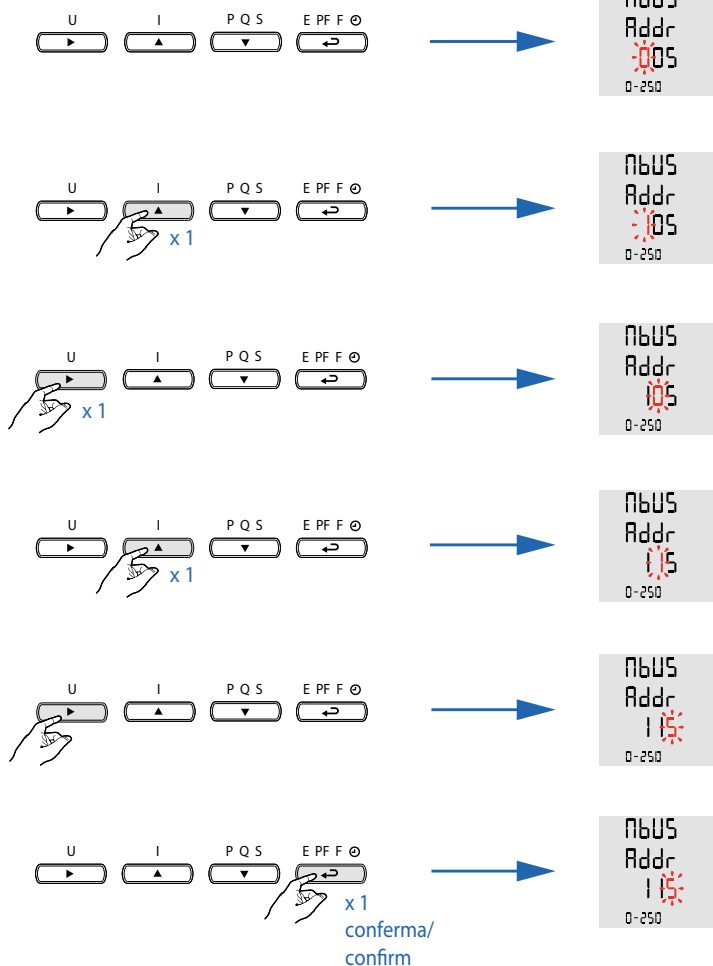 MbUS
U I P Q S E PF F
Addr
005
0-250
MbUS
U I P Q S E PF F
Addr
105
x 1
0-250
MbUS
U I P Q S E PF F
Addr
105
x 1
0-250
MbUS
U I P Q S E PF F
Addr
115
x 1
0-250
MbUS
U I P Q S E PF F
Addr
115
0-250
MbUS
U I P Q S E PF F
Addr
115
x 1
0-250
conferma/
confirm